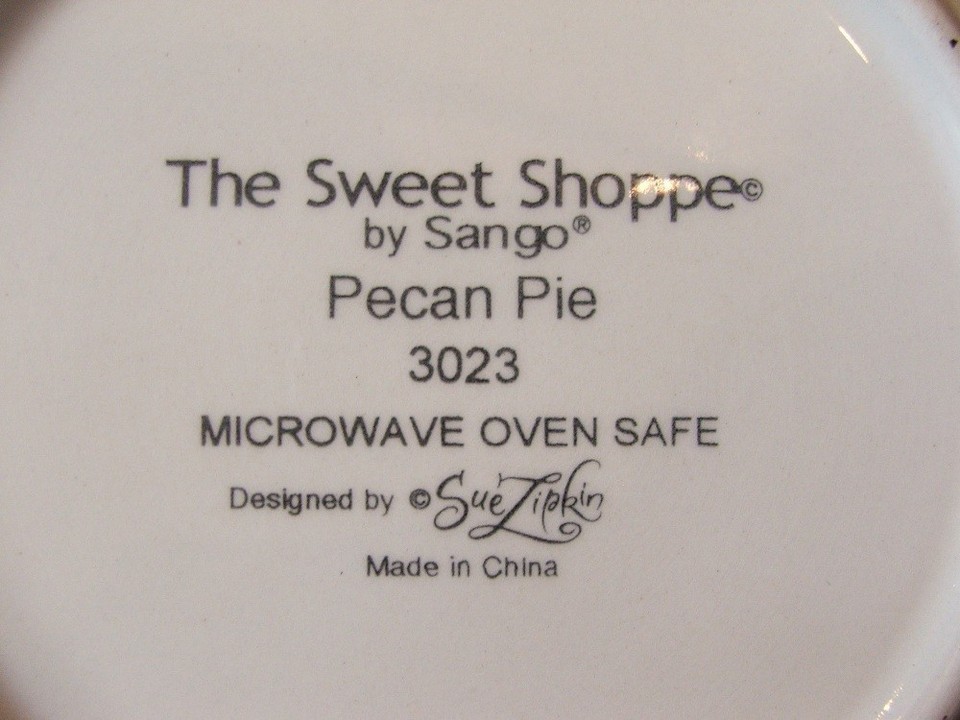 The Sweet Shoppe©
by Sango®
Pecan Pie
3023
MICROWAVE OVEN SAFE
Designed by © Sue Zipkin
Made in China